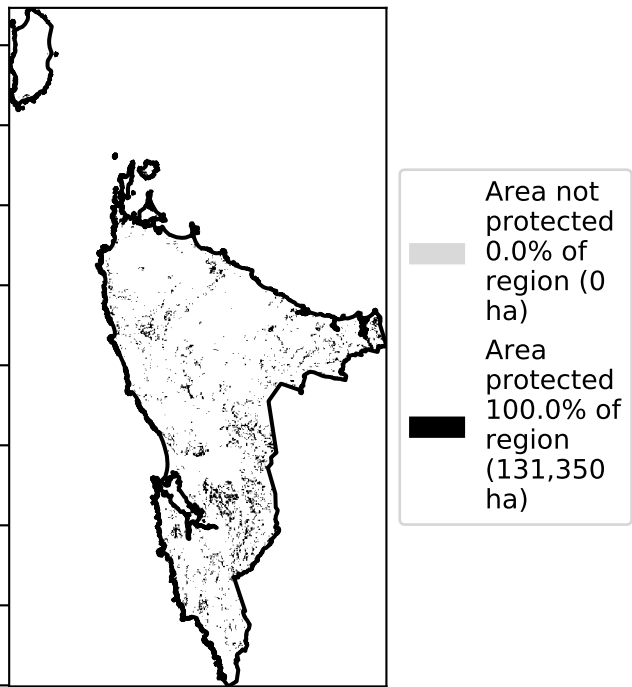 Area not
protected
0.0% of
region (0
ha)
Area
protected
100.0% of
region
(131,350
ha)